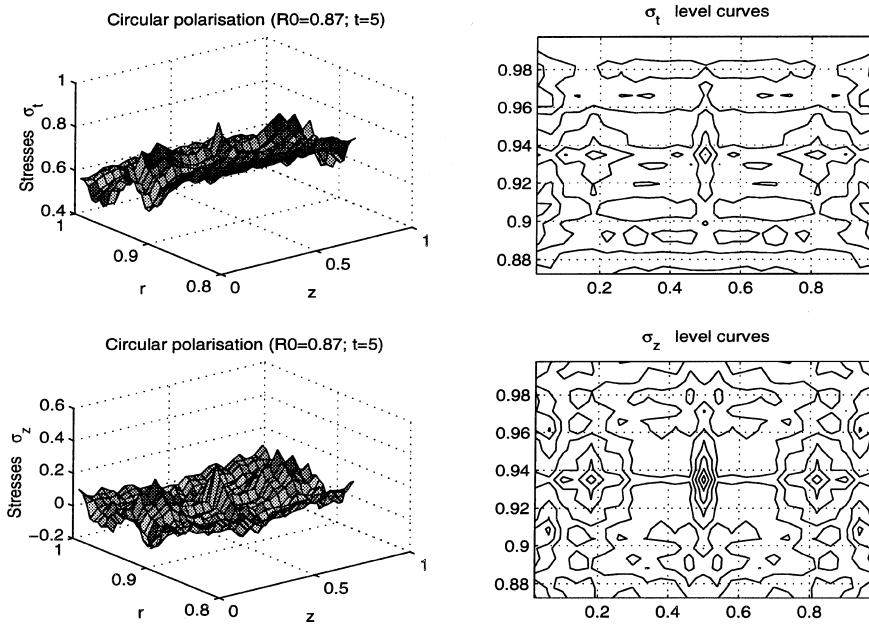 Circular polarisation (R0=0.87; t=5)
1
0.8
0.6
0.4
Stresses σt
1
0.9
0.8
r
0
0.5
1
z
σt level curves
0.98
0.96
0.94
0.92
0.9
0.88
0.2 0.4 0.6 0.8
Circular polarisation (R0=0.87; t=5)
0.6
0.4
0.2
0
−0.2
Stresses σz
1
0.9
0.8
r
0
0.5
1
z
σz level curves
0.98
0.96
0.94
0.92
0.9
0.88
0.2 0.4 0.6 0.8